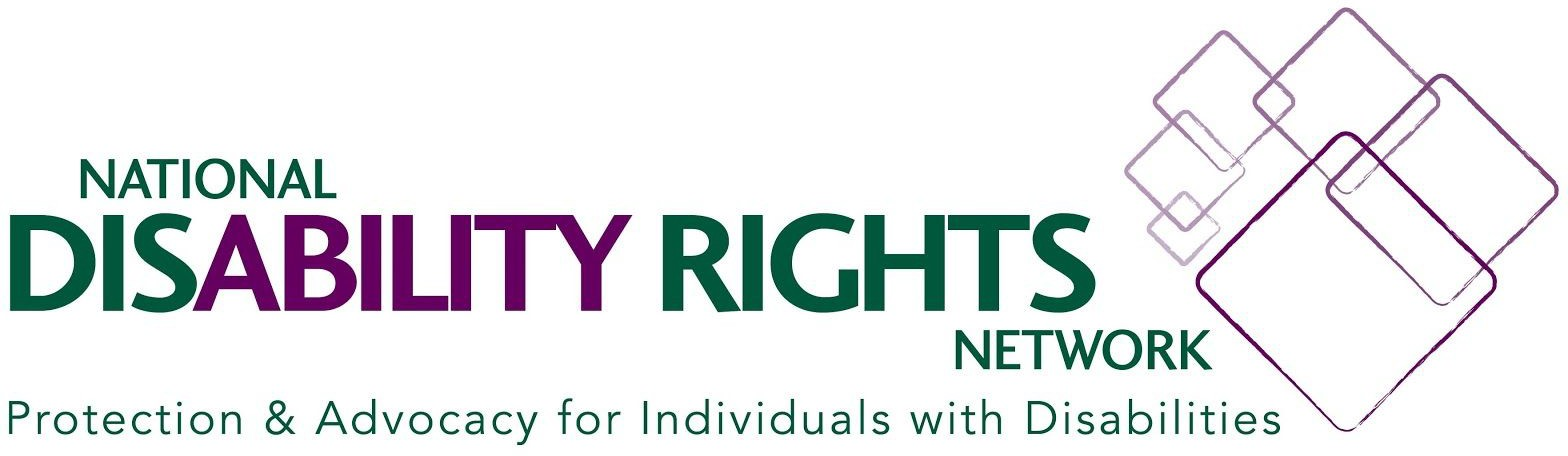 NATIONAL
DISABILITY RIGHTS
NETWORK
Protection & Advocacy for Individuals with Disabilities